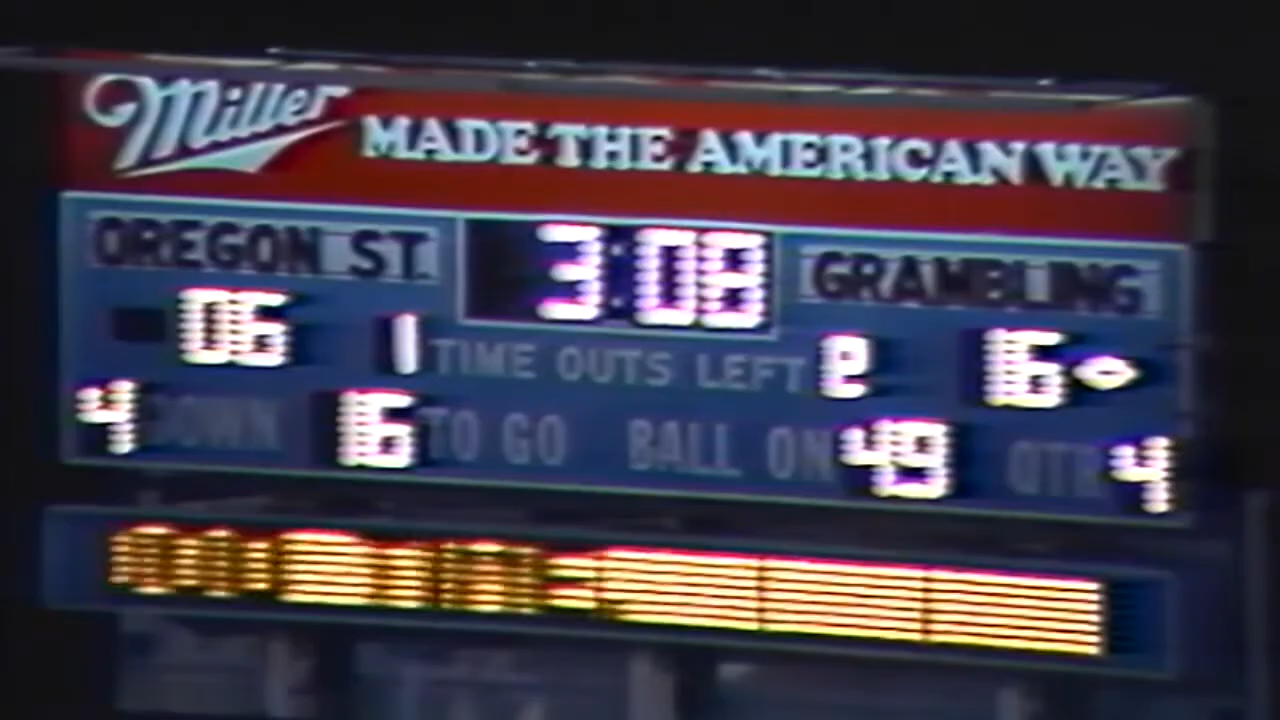 Miller MADE THE AMERICAN WAY
OREGON ST. 3:08 GRAMBLING
06 1 TIME OUTS LEFT 2 16
4 DOWN 16 TO GO BALL ON 49 QTR 4